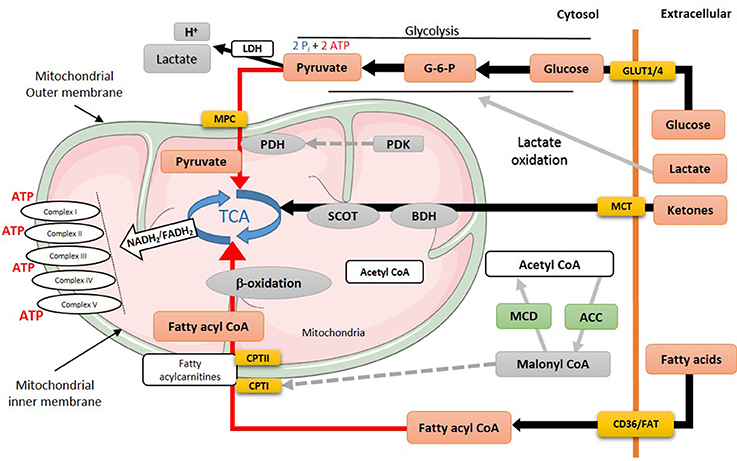 Glycolysis
Cytosol
Extracellular
H+
Lactate
LDH
2 Pi + 2 ATP
Pyruvate
G-6-P
Glucose
GLUT1/4
Glucose
Mitochondrial
Outer membrane
MPC
PDH
PDK
Lactate
oxidation
Lactate
Pyruvate
ATP
Complex I
TCA
SCOT
BDH
MCT
Ketones
ATP
Complex II
NADH2/FADH2
Complex III
ATP
Acetyl CoA
Acetyl CoA
Complex IV
β-oxidation
Complex V
ATP
MCD
ACC
Fatty acyl CoA
Mitochondria
CPTII
Fatty
acylcarnitines
CPTI
Malonyl CoA
Fatty acids
Mitochondrial
inner membrane
Fatty acyl CoA
CD36/FAT